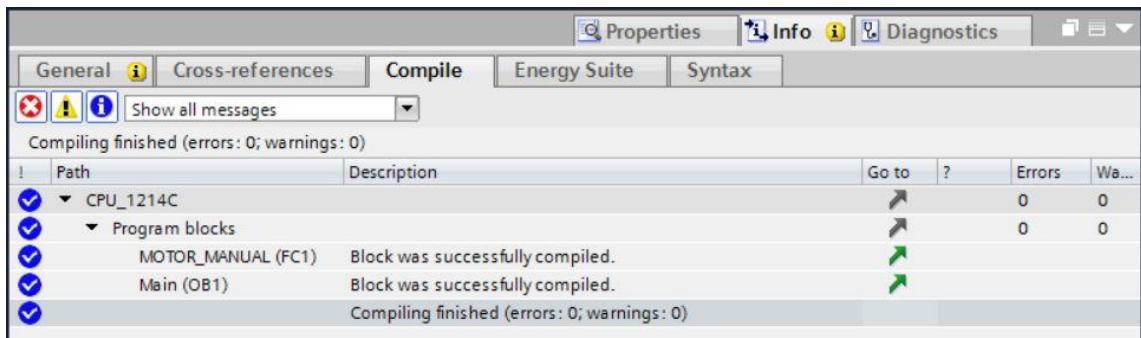 Properties Info Diagnostics
General Cross-references Compile Energy Suite Syntax
Show all messages
Compiling finished (errors: 0; warnings: 0)
! Path Description Go to ? Errors Wa...
CPU_1214C 0 0
Program blocks 0 0
MOTOR_MANUAL (FC1) Block was successfully compiled.
Main (OB1) Block was successfully compiled.
Compiling finished (errors: 0; warnings: 0)